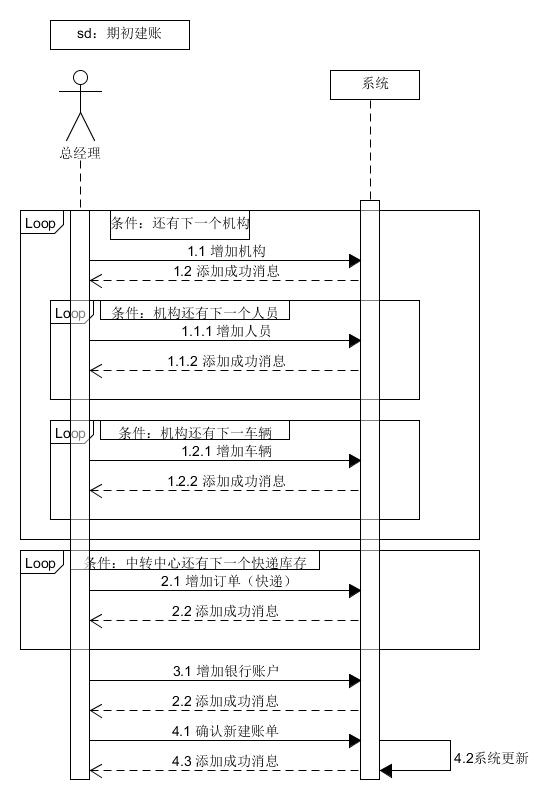 sd：期初建账
系统
总经理
Loop
条件：还有下一个机构
1.1 增加机构
1.2 添加成功消息
Loop
条件：机构还有下一个人员
1.1.1 增加人员
1.1.2 添加成功消息
Loop
条件：机构还有下一车辆
1.2.1 增加车辆
1.2.2 添加成功消息
Loop
条件：中转中心还有下一个快递库存
2.1 增加订单（快递）
2.2 添加成功消息
3.1 增加银行账户
2.2 添加成功消息
4.1 确认新建账单
4.2系统更新
4.3 添加成功消息